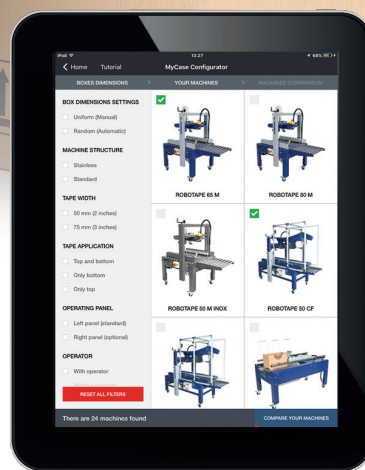 iPad
13:27
68%
Home
Tutorial
MyCase Configurator
BOXES DIMENSIONS
YOUR MACHINES
MACHINES COMPARISON
BOX DIMENSIONS SETTINGS
Uniform (Manual)
Random (Automatic)
MACHINE STRUCTURE
Stainless
Standard
TAPE WIDTH
50 mm (2 inches)
75 mm (3 inches)
TAPE APPLICATION
Top and bottom
Only bottom
Only top
OPERATING PANEL
Left panel (standard)
Right panel (optional)
OPERATOR
With operator
RESET ALL FILTERS
ROBOTAPE 65 M
ROBOTAPE 80 M
ROBOTAPE 50 M INOX
ROBOTAPE 50 CF
There are 24 machines found
COMPARE YOUR MACHINES